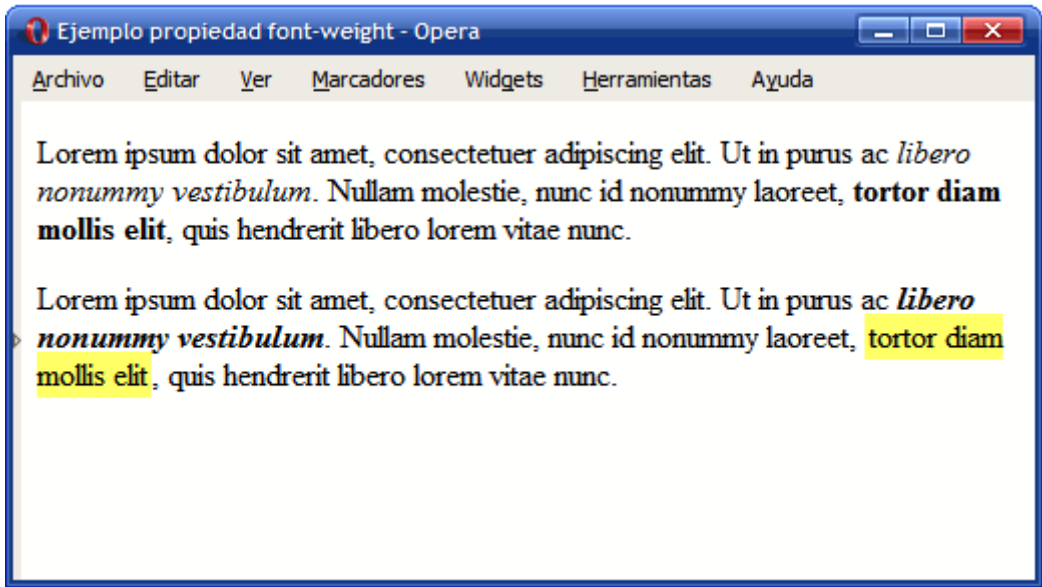 Ejemplo propiedad font-weight - Opera
Archivo Editar Ver Marcadores Widgets Herramientas Ayuda
Lorem ipsum dolor sit amet, consectetuer adipiscing elit. Ut in purus ac libero
nonummy vestibulum. Nullam molestie, nunc id nonummy laoreet, tortor diam
mollis elit, quis hendrerit libero lorem vitae nunc.
Lorem ipsum dolor sit amet, consectetuer adipiscing elit. Ut in purus ac libero
nonummy vestibulum. Nullam molestie, nunc id nonummy laoreet, tortor diam
mollis elit, quis hendrerit libero lorem vitae nunc.